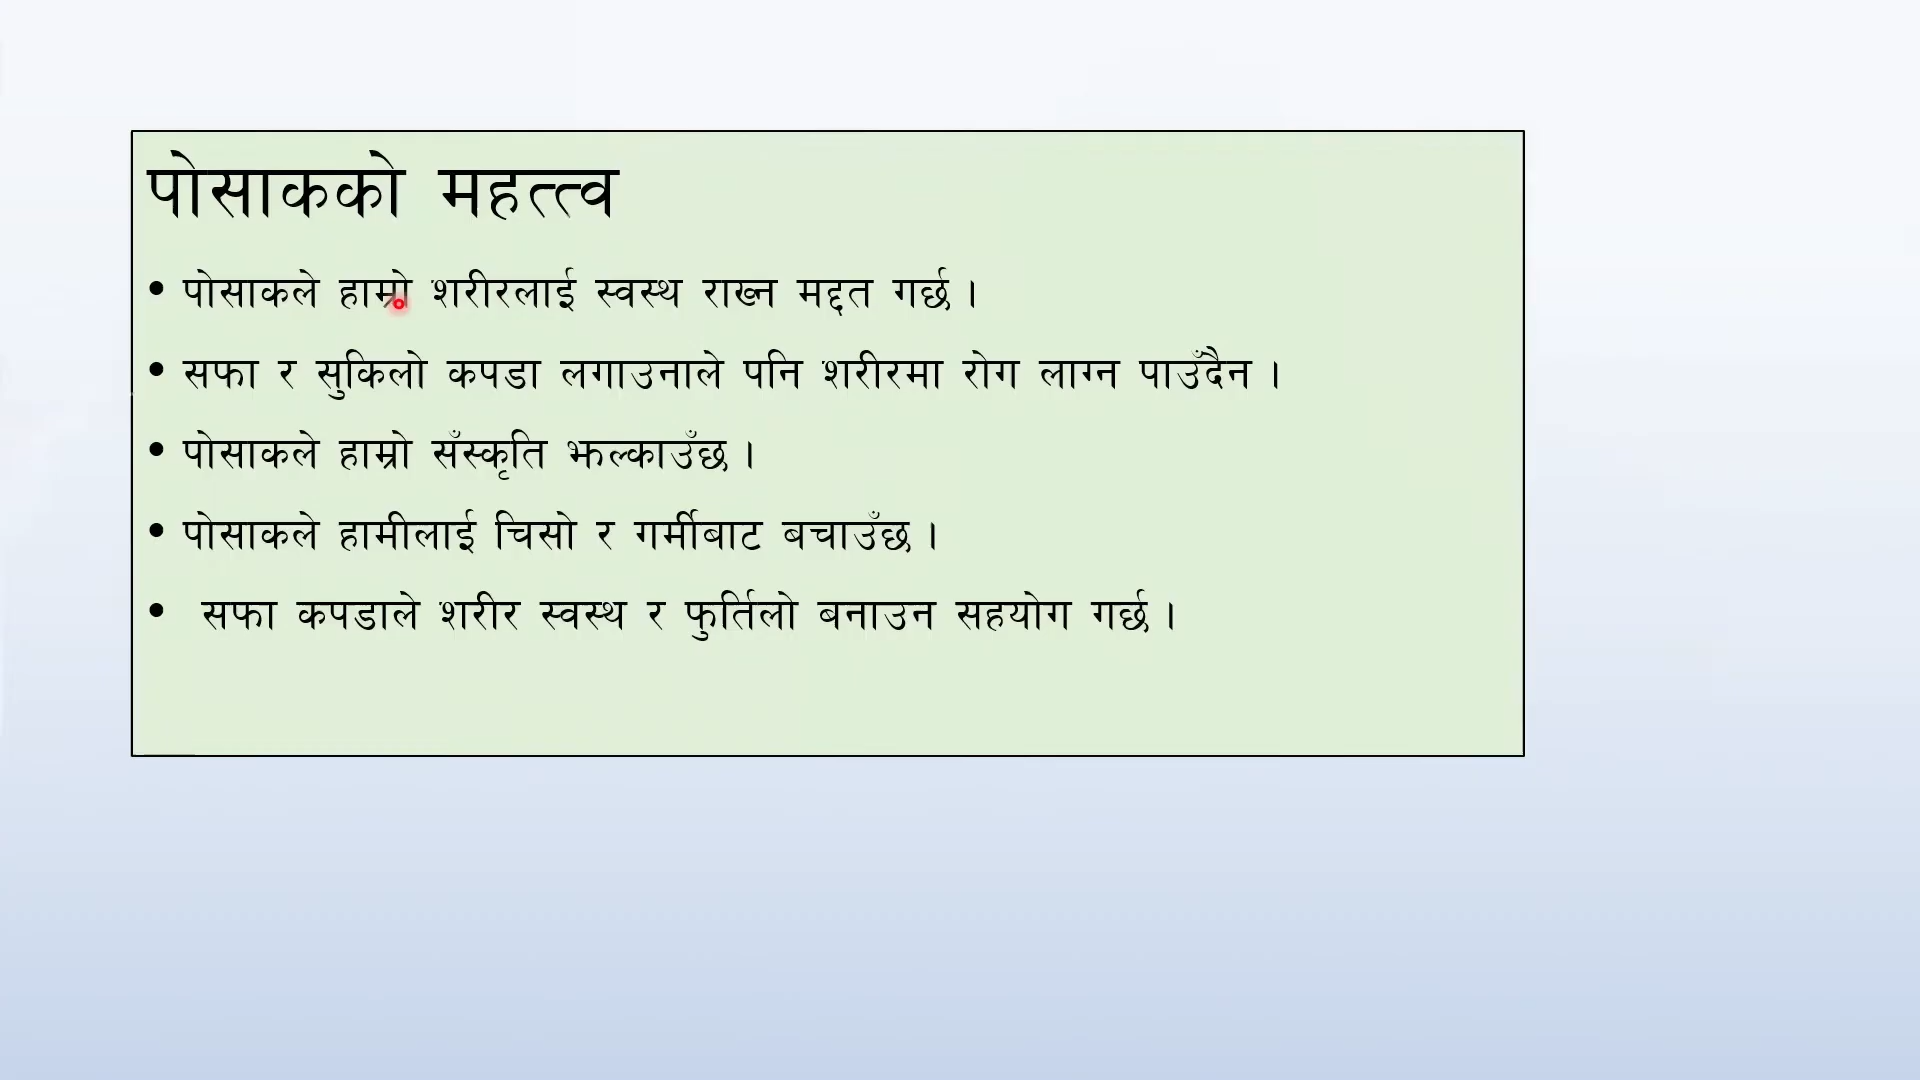 पोसाकको महत्त्व
• पोसाकले हाम्रो शरीरलाई स्वस्थ राख्न मद्दत गर्छ ।
• सफा र सुकिलो कपडा लगाउनाले पनि शरीरमा रोग लाग्न पाउँदैन ।
• पोसाकले हाम्रो सँस्कृति झल्काउँछ ।
• पोसाकले हामीलाई चिसो र गर्मीबाट बचाउँछ ।
• सफा कपडाले शरीर स्वस्थ र फुर्तिलो बनाउन सहयोग गर्छ ।